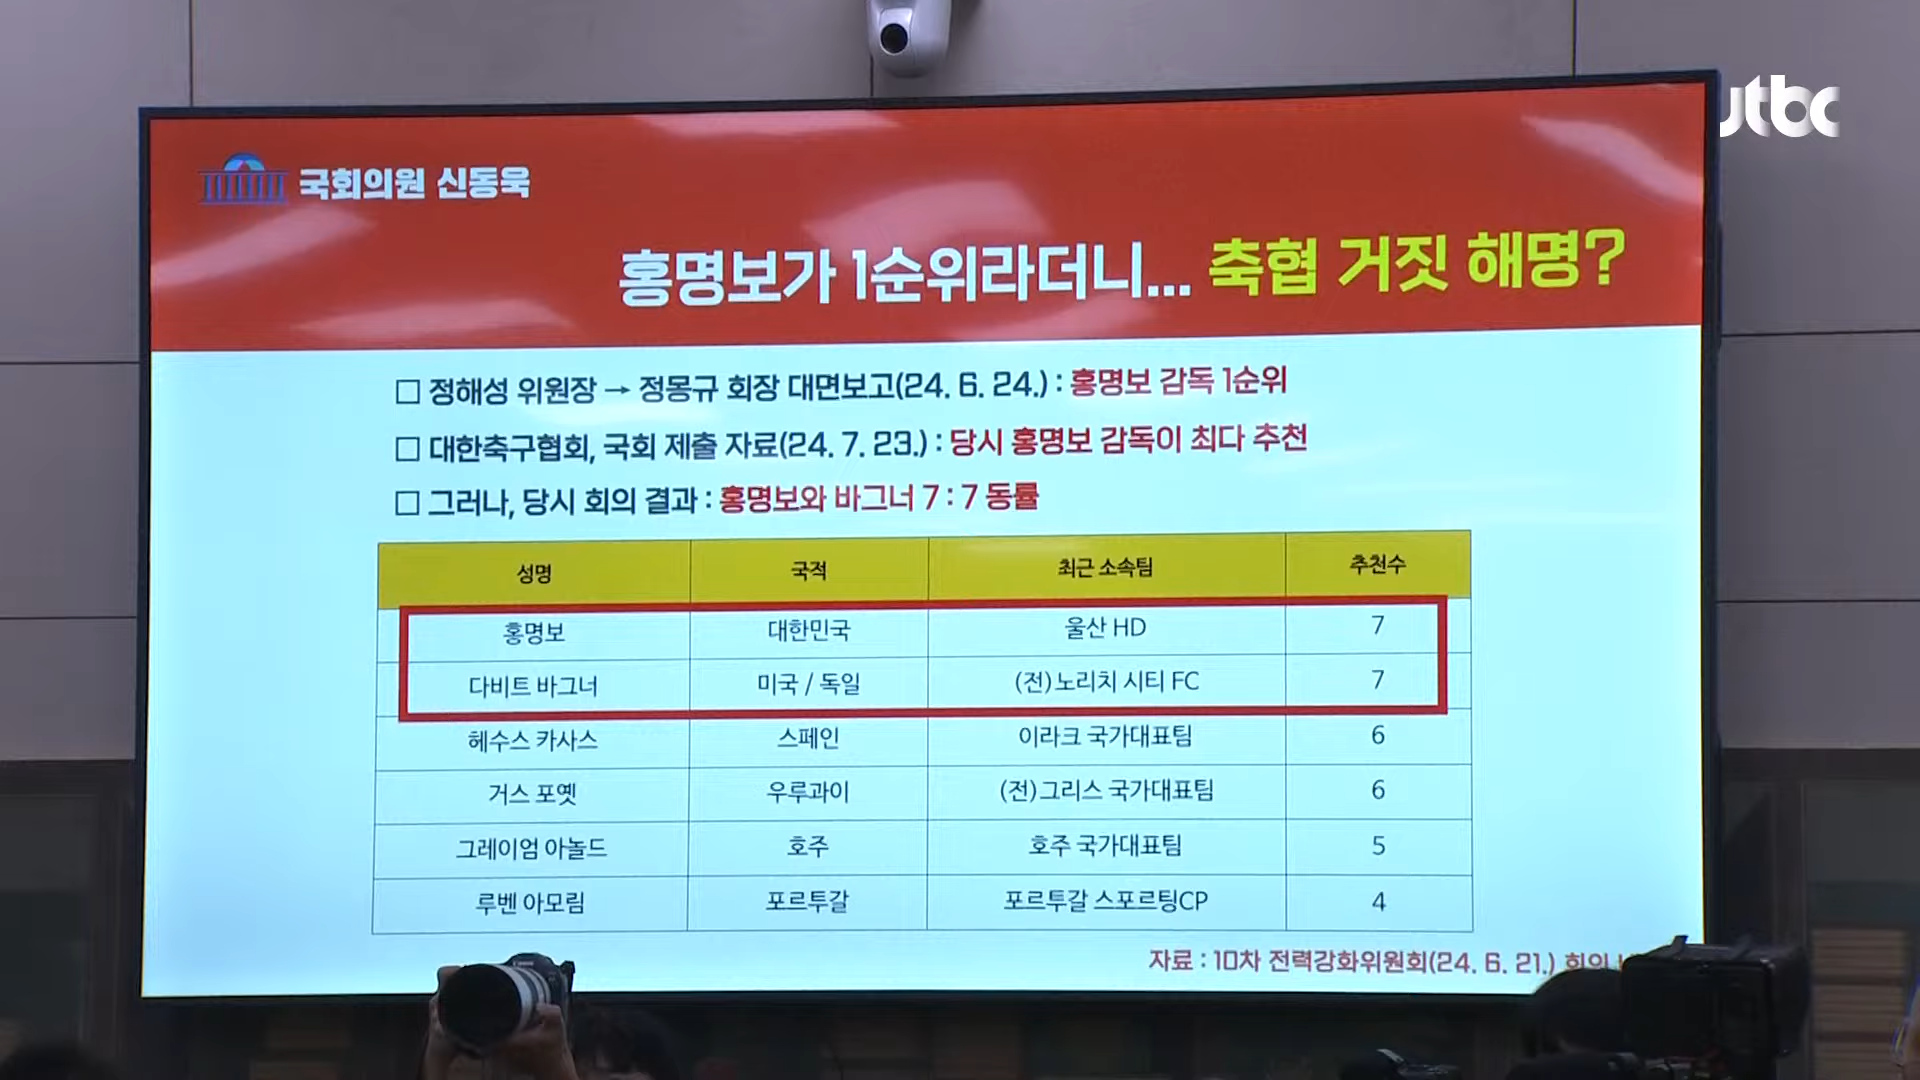 jtbc
국회의원 신동욱
홍명보가 1순위라더니... 축협 거짓 해명?
□ 정해성 위원장 → 정몽규 회장 대면보고(24. 6. 24.) : 홍명보 감독 1순위
□ 대한축구협회, 국회 제출 자료(24. 7. 23.) : 당시 홍명보 감독이 최다 추천
□ 그러나, 당시 회의 결과 : 홍명보와 바그너 7 : 7 동률
성명 국적 최근 소속팀 추천수
홍명보 대한민국 울산 HD 7
다비트 바그너 미국 / 독일 (전)노리치 시티 FC 7
헤수스 카사스 스페인 이라크 국가대표팀 6
거스 포옛 우루과이 (전)그리스 국가대표팀 6
그레이엄 아놀드 호주 호주 국가대표팀 5
루벤 아모림 포르투갈 포르투갈 스포르팅CP 4
자료 : 10차 전력강화위원회(24. 6. 21.) 회의